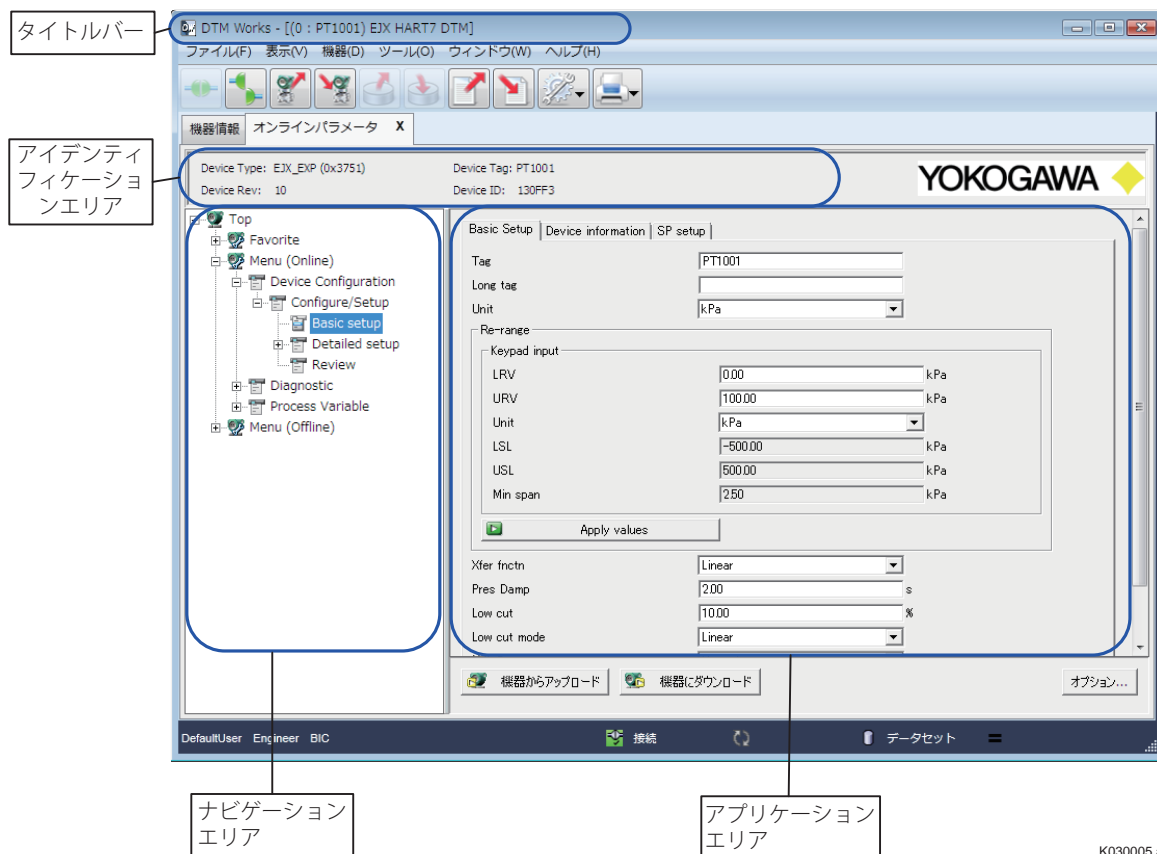 タイトルバー
DTM Works - [(0 : PT1001) EJX HART7 DTM]
ファイル(F) 表示(V) 機器(D) ツール(O) ウィンドウ(W) ヘルプ(H)
機器情報 オンラインパラメータ X
アイデンティ
フィケーショ
ンエリア
Device Type: EJX_EXP (0x3751) Device Tag: PT1001
Device Rev: 10 Device ID: 130FF3
YOKOGAWA
Top
Favorite
Menu (Online)
Device Configuration
Configure/Setup
Basic setup
Detailed setup
Review
Diagnostic
Process Variable
Menu (Offline)
Basic Setup Device information SP setup
Tag PT1001
Long tag
Unit kPa
Re-range
Keypad input
LRV 0.00 kPa
URV 100.00 kPa
Unit kPa
LSL -500.00 kPa
USL 500.00 kPa
Min span 2.50 kPa
Apply values
Xfer fnctn Linear
Pres Damp 2.00 s
Low cut 10.00 %
Low cut mode Linear
機器からアップロード 機器にダウンロード オプション...
DefaultUser Engineer BIC 接続 データセット
ナビゲーション
エリア
アプリケーション
エリア